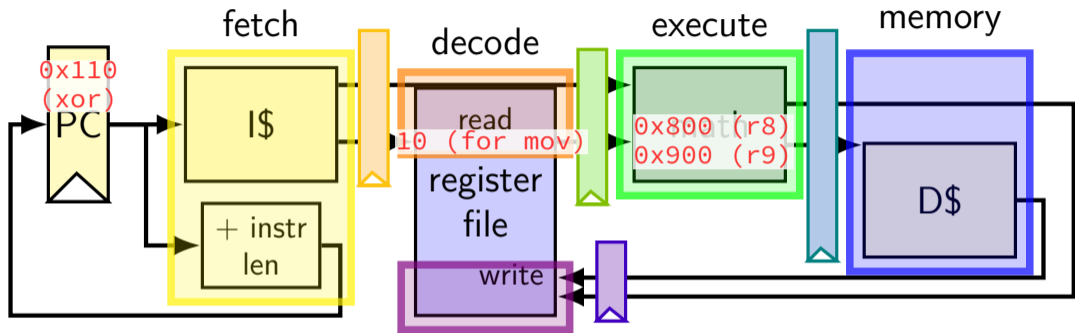 fetch
decode
execute
memory
0x110
(xor)
PC
I$
+ instr
len
read
10 (for mov)
register
file
write
math
0x800 (r8)
0x900 (r9)
D$